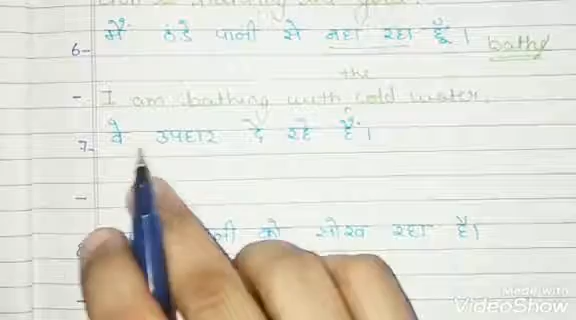 6- मैं ठंडे पानी से नहा रहा हूँ। bathe
the
- I am bathing with cold water.
7- वे उपहार दे रहे हैं।
-
को सोख रहा है।
Made with
VideoShow